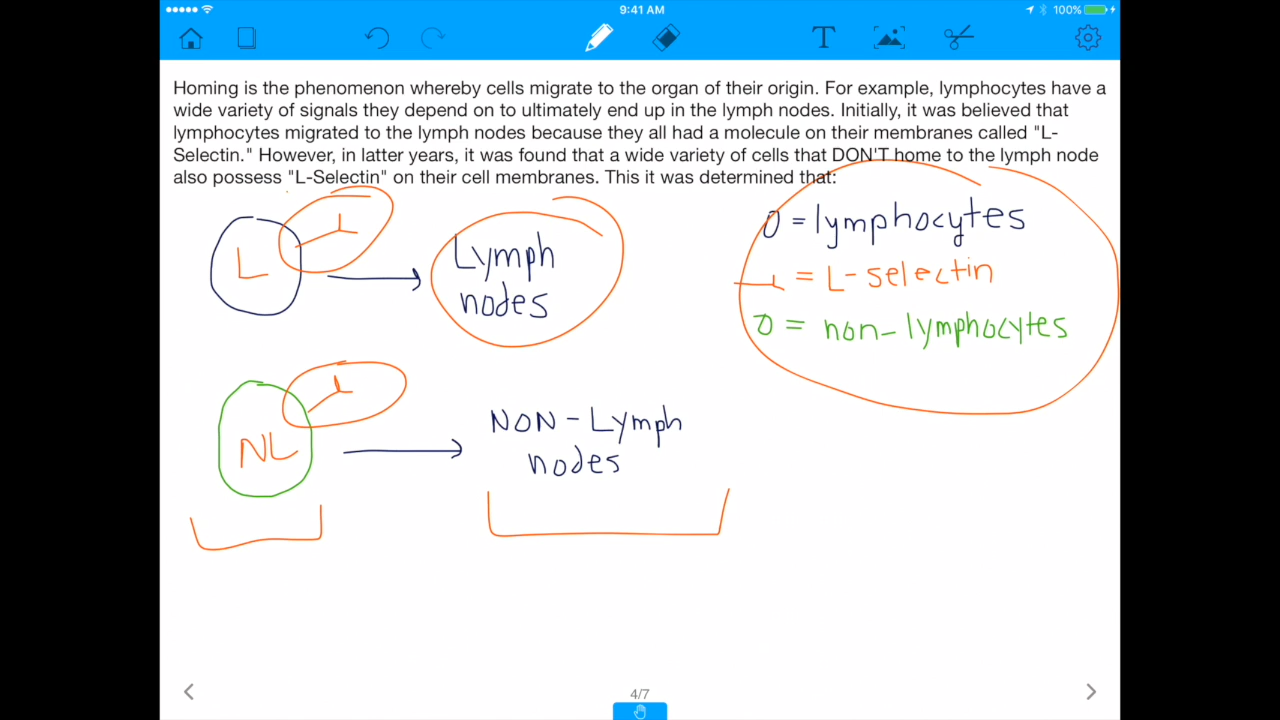 9:41 AM
100%
T
Homing is the phenomenon whereby cells migrate to the organ of their origin. For example, lymphocytes have a
wide variety of signals they depend on to ultimately end up in the lymph nodes. Initially, it was believed that
lymphocytes migrated to the lymph nodes because they all had a molecule on their membranes called "L-
Selectin." However, in latter years, it was found that a wide variety of cells that DON'T home to the lymph node
also possess "L-Selectin" on their cell membranes. This it was determined that:
= lymphocytes
= L-selectin
= non-lymphocytes
L
Lymph
nodes
NL
NON-Lymph
nodes
4/7